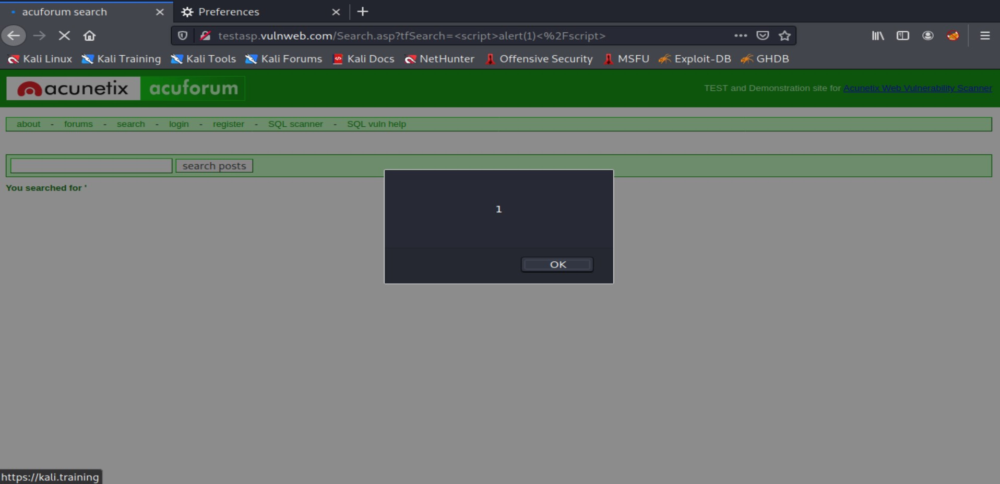 acuforum search
Preferences
testasp.vulnweb.com/Search.asp?tfSearch=<script>alert(1)<%2Fscript>
Kali Linux Kali Training Kali Tools Kali Forums Kali Docs NetHunter Offensive Security MSFU Exploit-DB GHDB
acunetix acuforum
TEST and Demonstration site for Acunetix Web Vulnerability Scanner
about - forums - search - login - register - SQL scanner - SQL vuln help
search posts
You searched for '
1
OK
https://kali.training